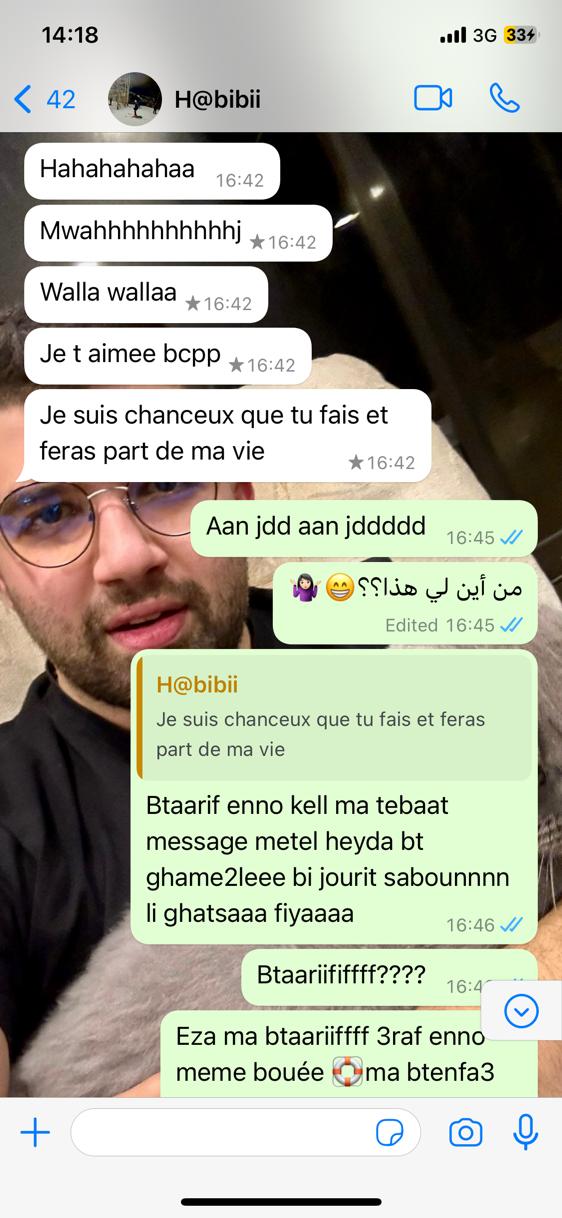 14:18
3G 33
42 H@bibii
Hahahahahaa 16:42
Mwahhhhhhhhhhj ★16:42
Walla wallaa ★16:42
Je t aimee bcpp ★16:42
Je suis chanceux que tu fais et
feras part de ma vie ★16:42
Aan jdd aan jddddd 16:45
من أين لي هذا؟؟😁🤷🏻‍♀️
Edited 16:45
H@bibii
Je suis chanceux que tu fais et feras
part de ma vie
Btaarif enno kell ma tebaat
message metel heyda bt
ghame2leee bi jourit sabounnnn
li ghatsaaa fiyaaaa 16:46
Btaariififfff????
Eza ma btaariiffff 3raf enno
meme bouée 🛟ma btenfa3